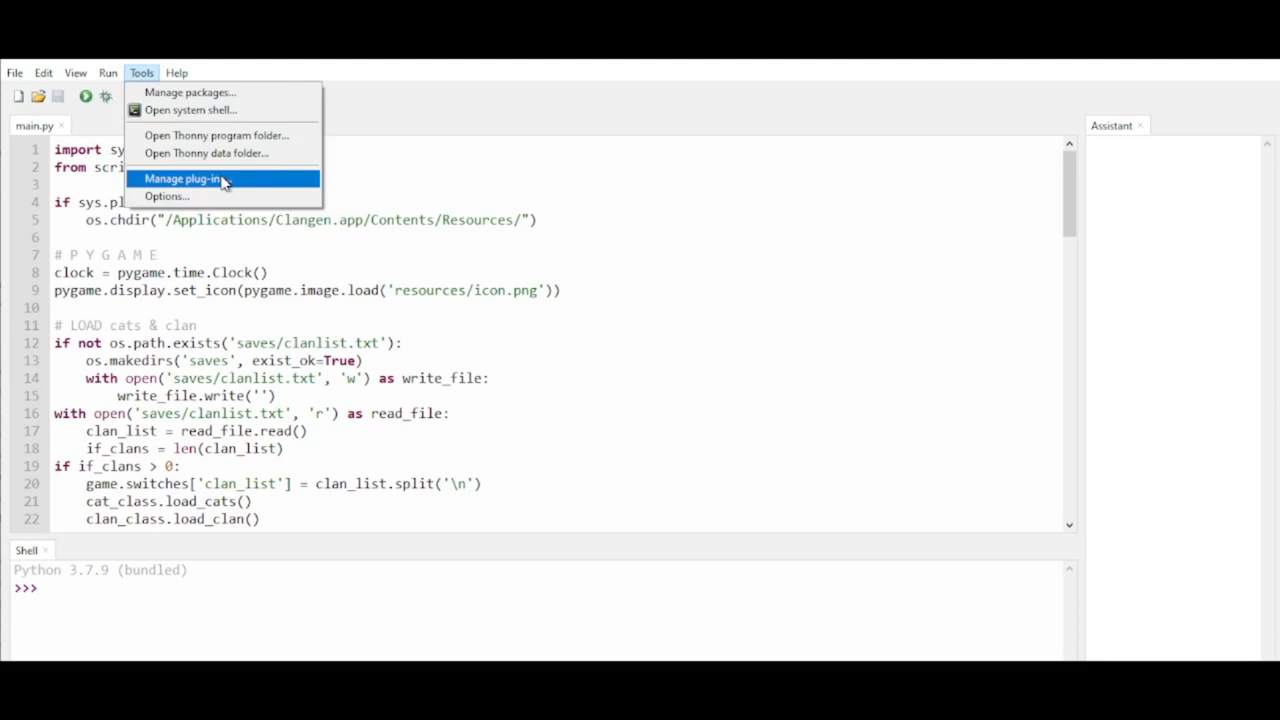 File Edit View Run Tools Help
Manage packages...
Open system shell...
Open Thonny program folder...
Open Thonny data folder...
Manage plug-in
Options...
main.py
Assistant
1 import sy
2 from scri
3
4 if sys.pl
5 os.chdir("/Applications/Clangen.app/Contents/Resources/")
6
7 # P Y G A M E
8 clock = pygame.time.Clock()
9 pygame.display.set_icon(pygame.image.load('resources/icon.png'))
10
11 # LOAD cats & clan
12 if not os.path.exists('saves/clanlist.txt'):
13 os.makedirs('saves', exist_ok=True)
14 with open('saves/clanlist.txt', 'w') as write_file:
15 write_file.write('')
16 with open('saves/clanlist.txt', 'r') as read_file:
17 clan_list = read_file.read()
18 if_clans = len(clan_list)
19 if if_clans > 0:
20 game.switches['clan_list'] = clan_list.split('\n')
21 cat_class.load_cats()
22 clan_class.load_clan()
Shell
Python 3.7.9 (bundled)
>>>